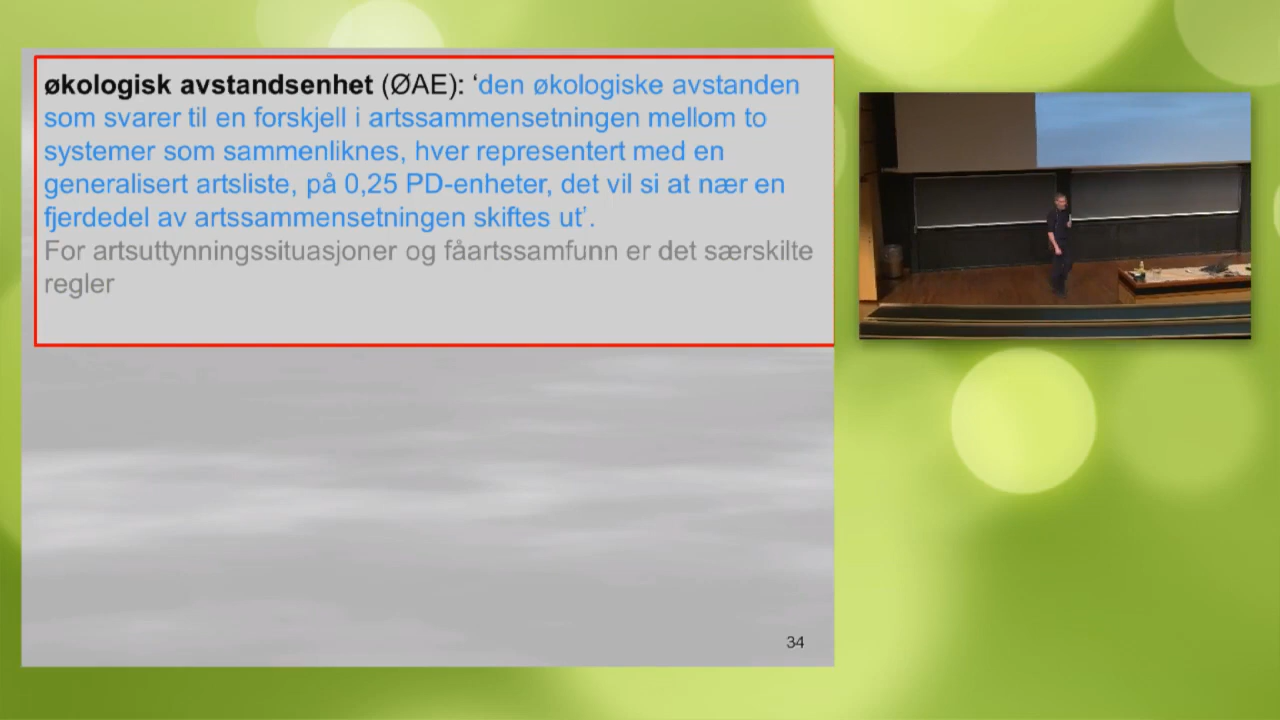 økologisk avstandsenhet (ØAE): ‘den økologiske avstanden
som svarer til en forskjell i artssammensetningen mellom to
systemer som sammenliknes, hver representert med en
generalisert artsliste, på 0,25 PD-enheter, det vil si at nær en
fjerdedel av artssammensetningen skiftes ut’.
For artsuttynningssituasjoner og fåartssamfunn er det særskilte
regler
34